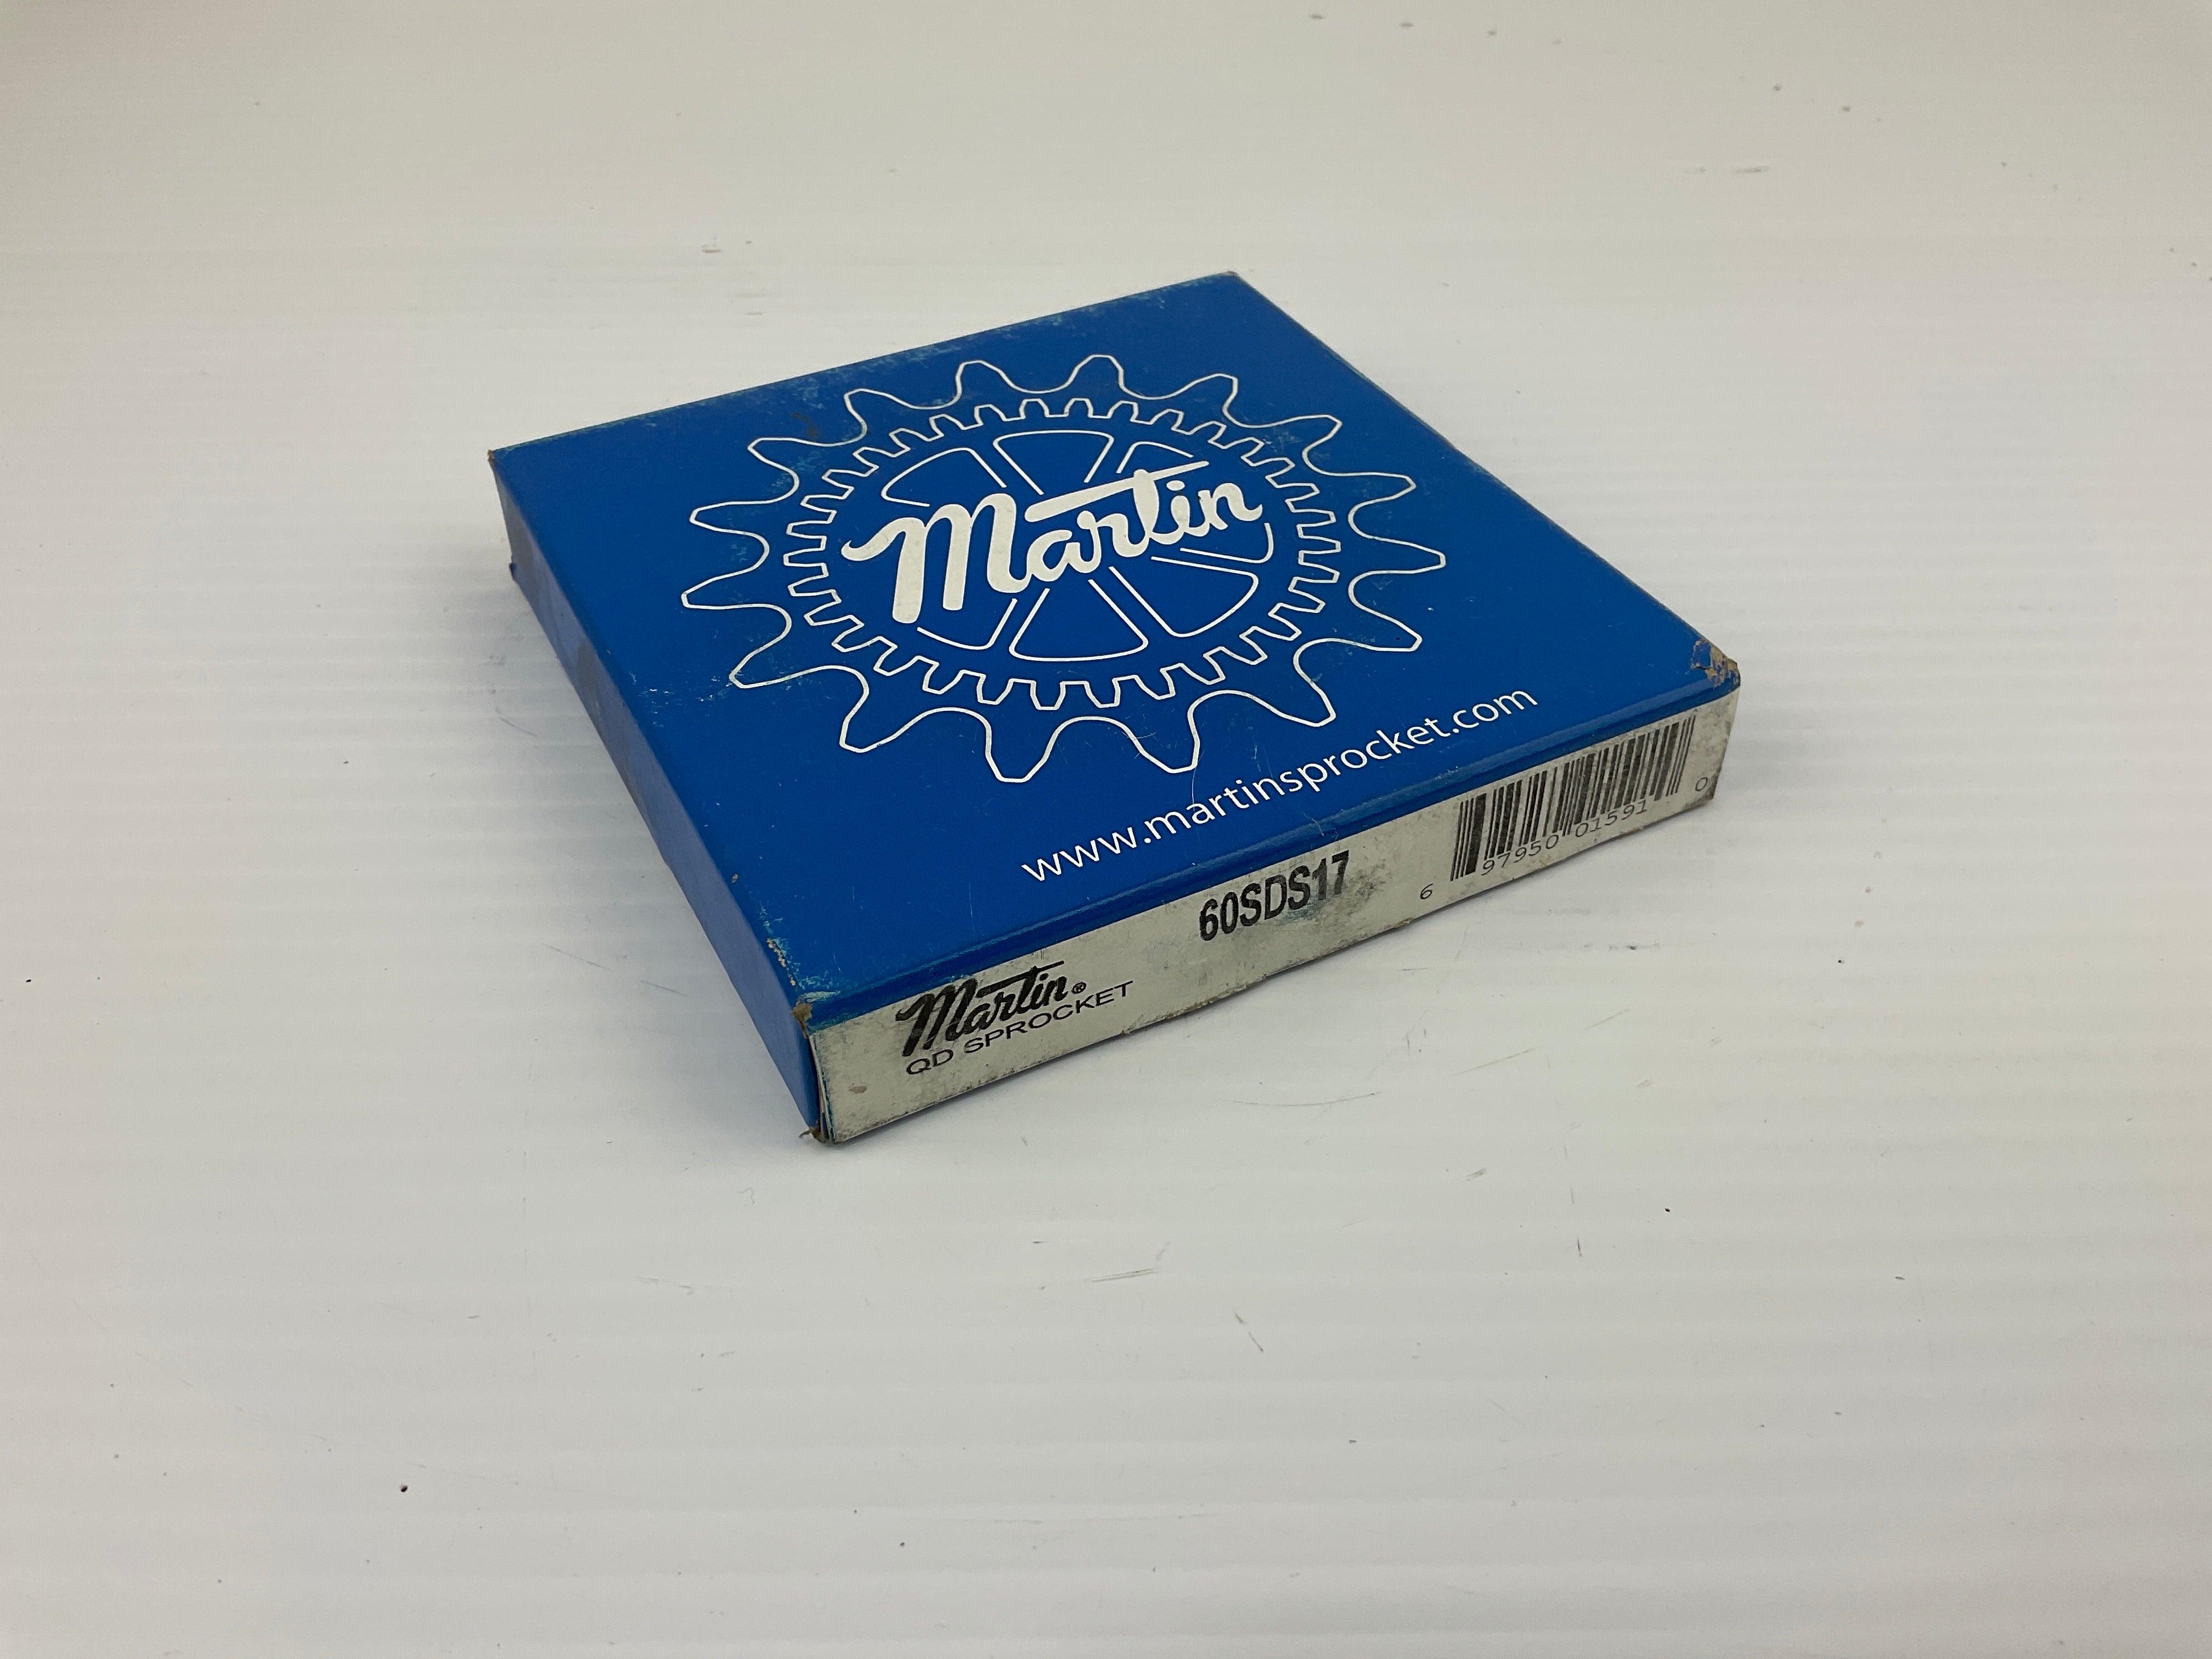 Martin
www.martinsprocket.com
Martin®
QD SPROCKET
60SDS17
6 97950 01591 0